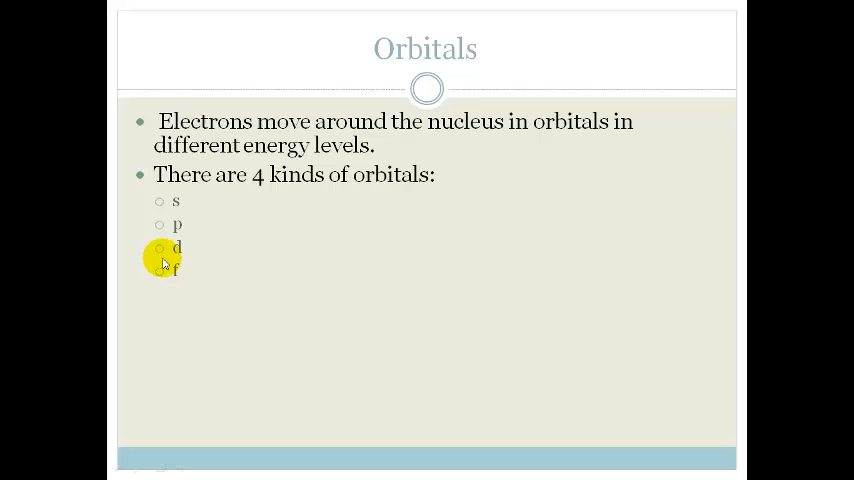 Orbitals
Electrons move around the nucleus in orbitals in
different energy levels.
There are 4 kinds of orbitals:
s
p
d
f